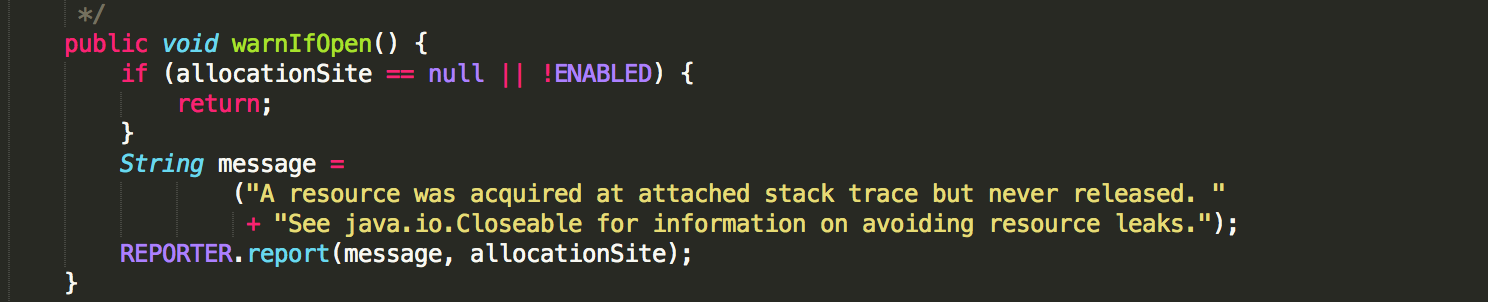 */
public void warnIfOpen() {
if (allocationSite == null || !ENABLED) {
return;
}
String message =
("A resource was acquired at attached stack trace but never released. "
+ "See java.io.Closeable for information on avoiding resource leaks.");
REPORTER.report(message, allocationSite);
}